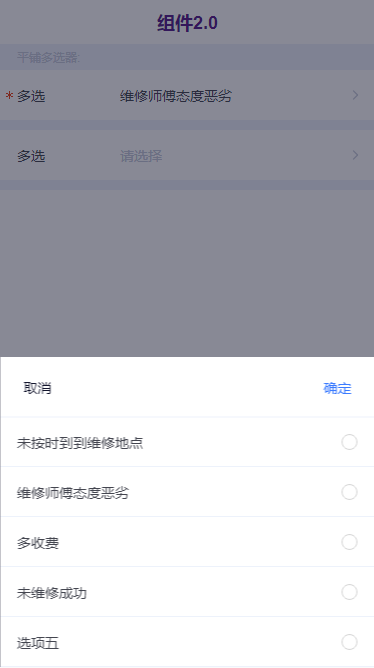 组件2.0
平铺多选器:
* 多选 维修师傅态度恶劣
多选 请选择
取消 确定
未按时到到维修地点
维修师傅态度恶劣
多收费
未维修成功
选项五